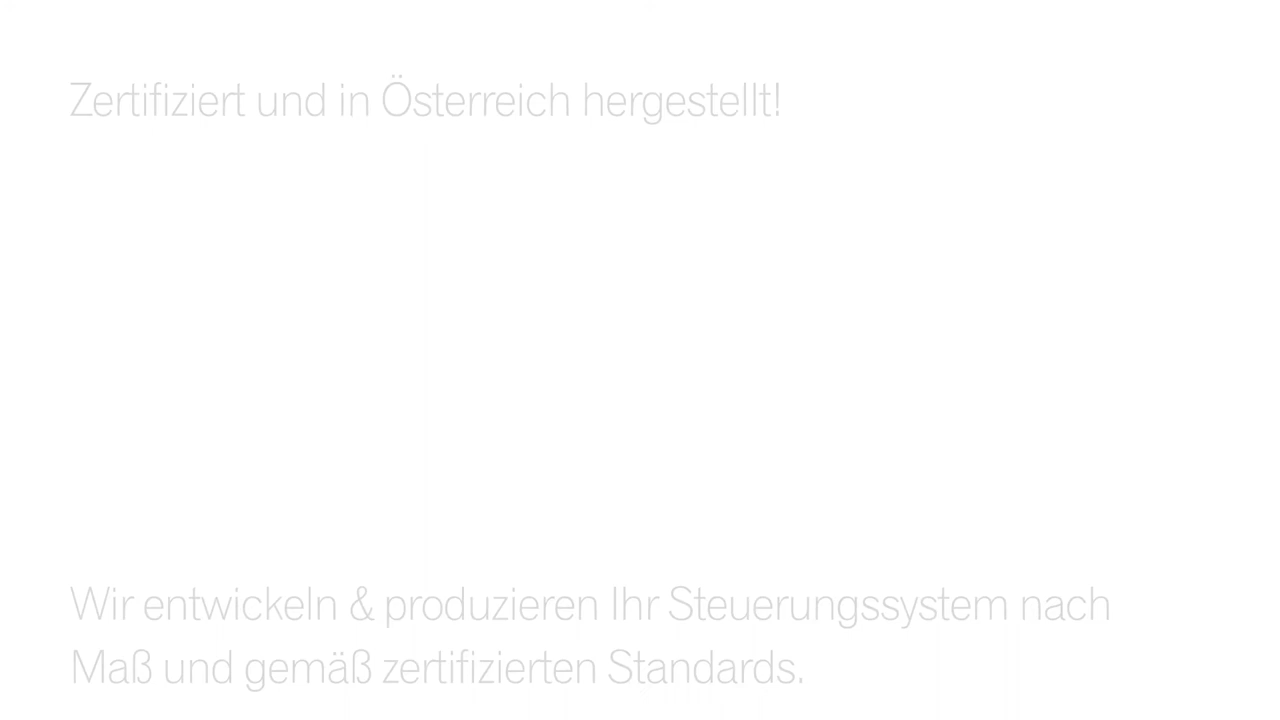 Zertifiziert und in Österreich hergestellt!
Wir entwickeln & produzieren Ihr Steuerungssystem nach
Maß und gemäß zertifizierten Standards.